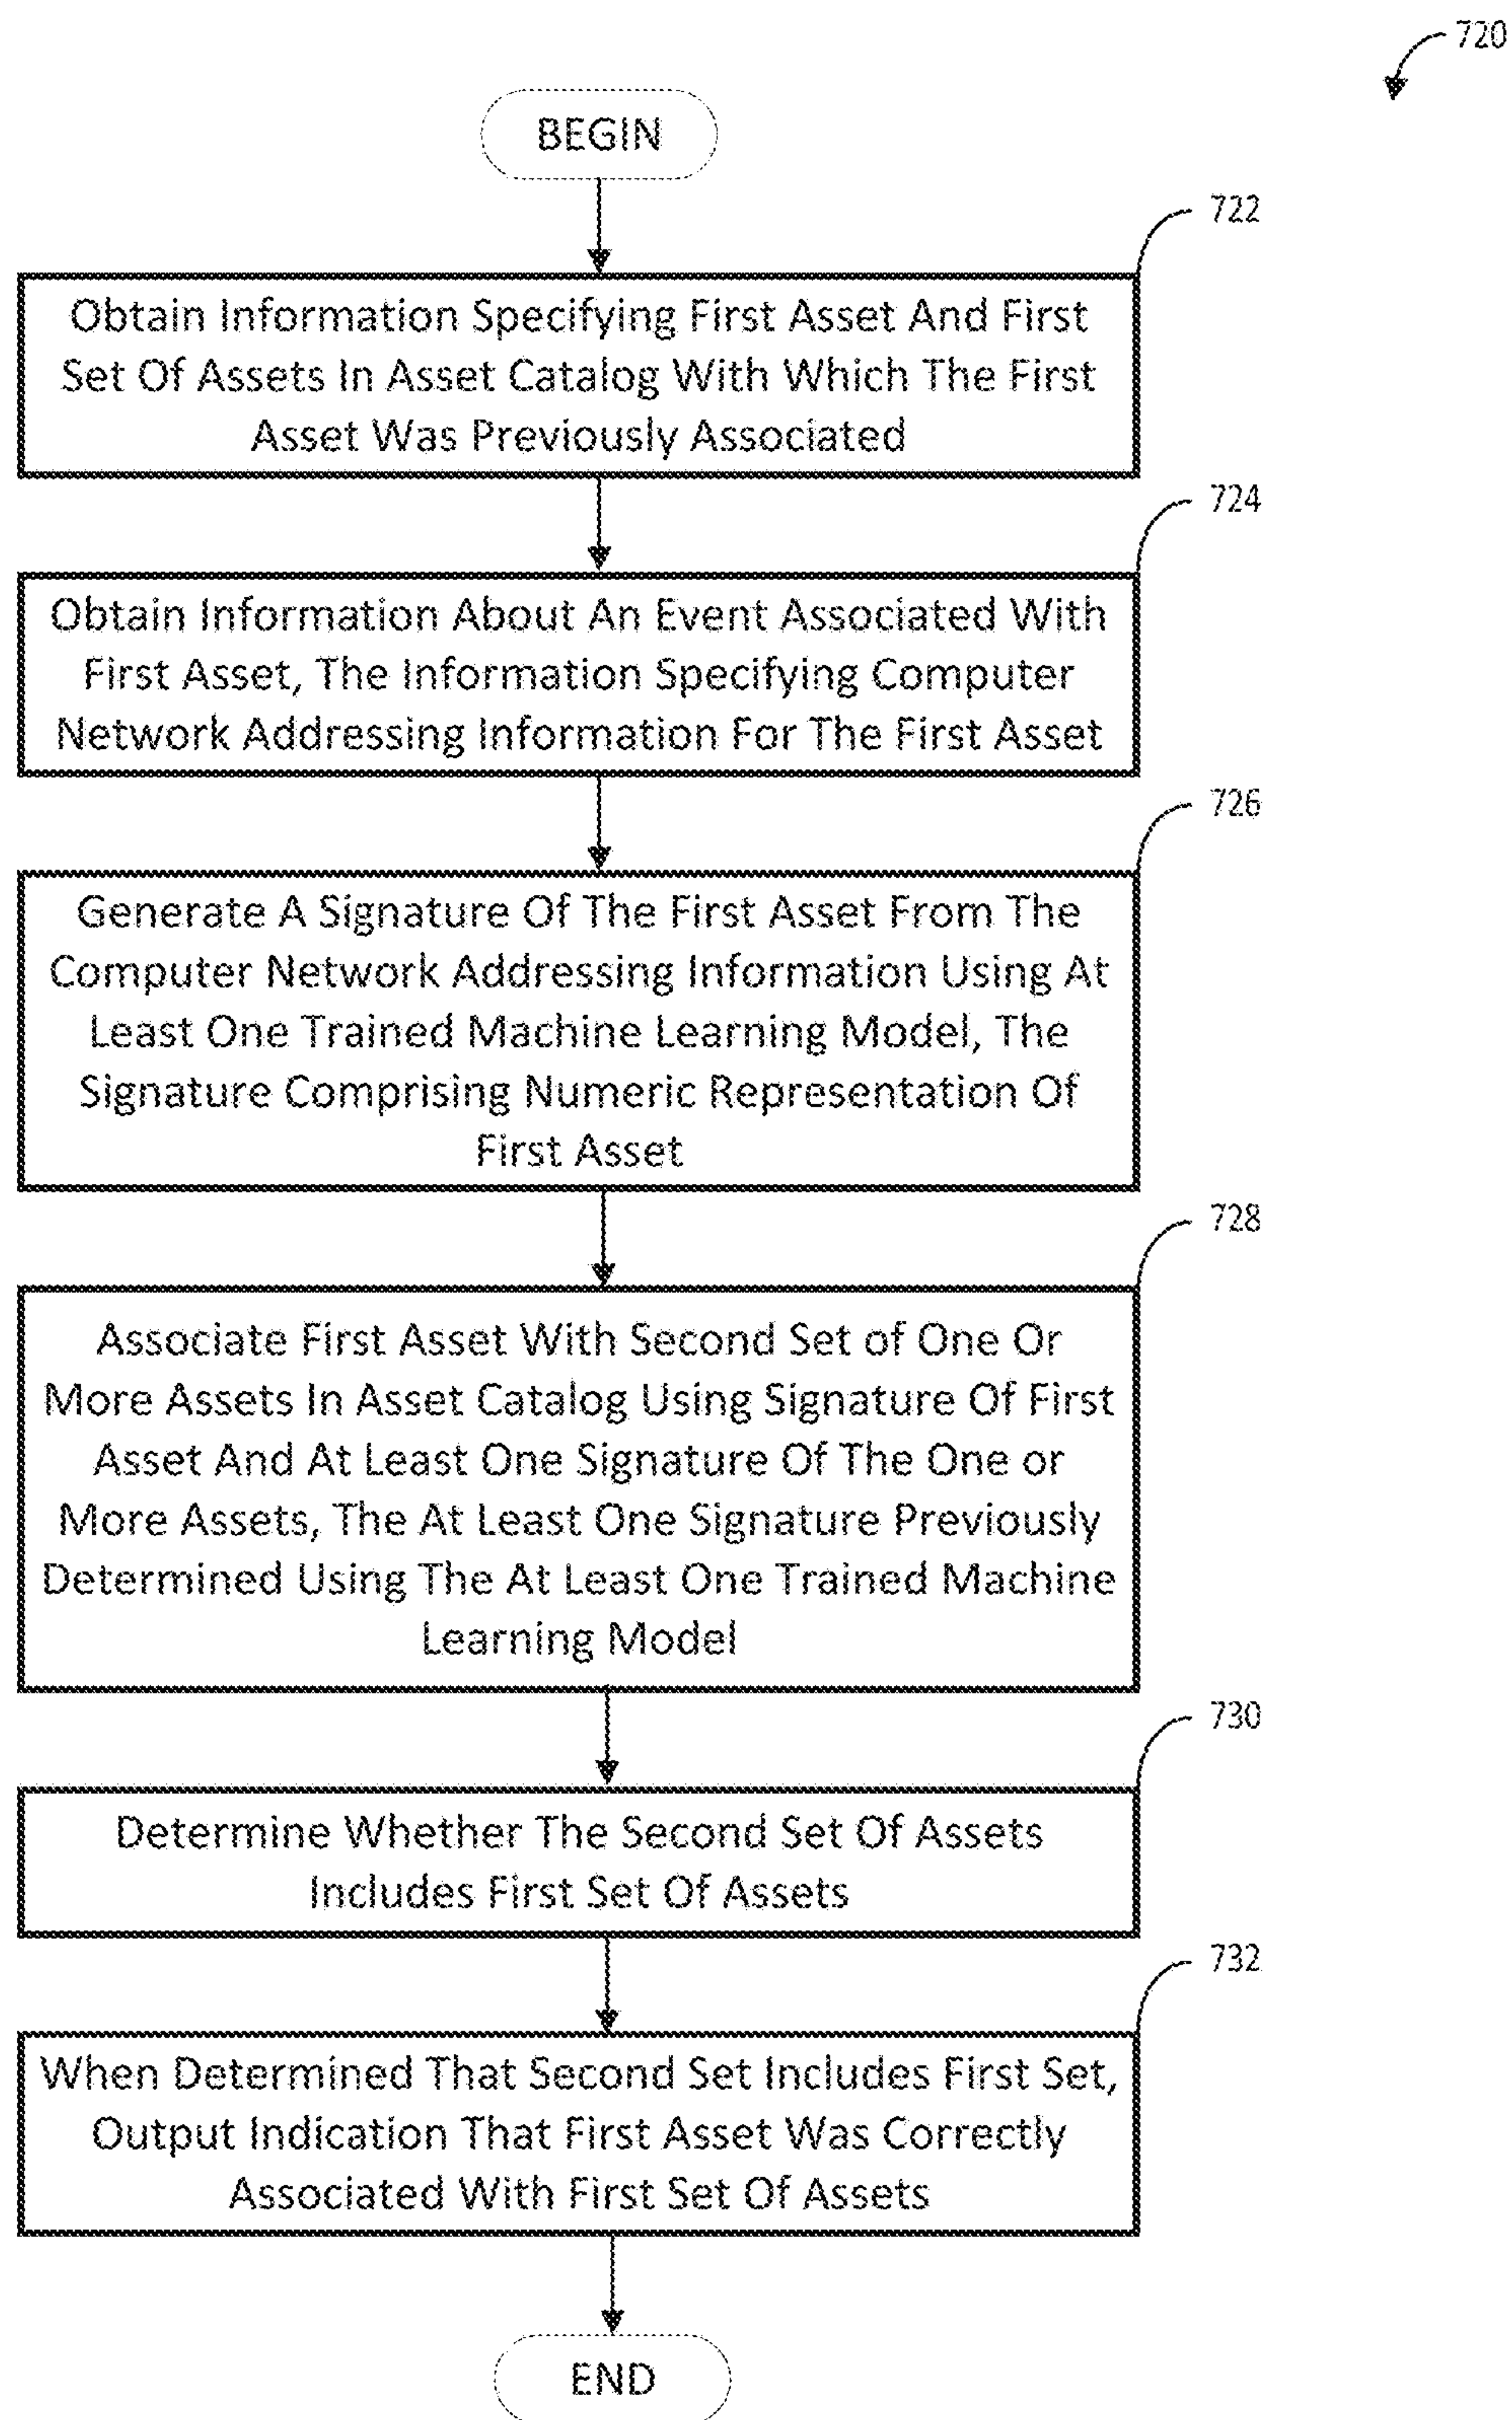 720
BEGIN
722
Obtain Information Specifying First Asset And First
Set Of Assets In Asset Catalog With Which The First
Asset Was Previously Associated
724
Obtain Information About An Event Associated With
First Asset, The Information Specifying Computer
Network Addressing Information For The First Asset
726
Generate A Signature Of The First Asset From The
Computer Network Addressing Information Using At
Least One Trained Machine Learning Model, The
Signature Comprising Numeric Representation Of
First Asset
728
Associate First Asset With Second Set of One Or
More Assets In Asset Catalog Using Signature Of First
Asset And At Least One Signature Of The One or
More Assets, The At Least One Signature Previously
Determined Using The At Least One Trained Machine
Learning Model
730
Determine Whether The Second Set Of Assets
Includes First Set Of Assets
732
When Determined That Second Set Includes First Set,
Output Indication That First Asset Was Correctly
Associated With First Set Of Assets
END